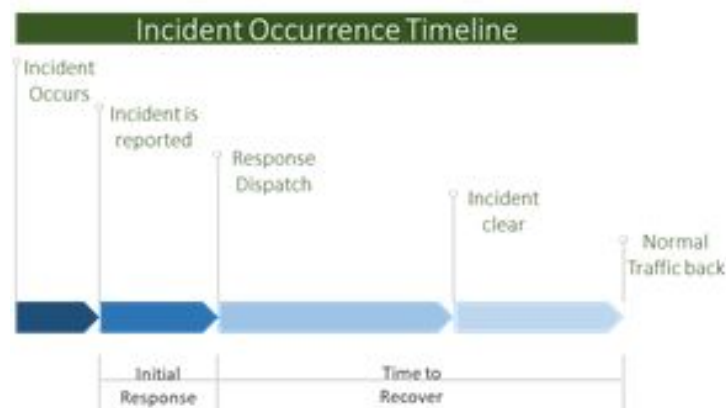 Incident Occurrence Timeline
Incident
Occurs
Incident is
reported
Response
Dispatch
Incident
clear
Normal
Traffic back
Initial
Response
Time to
Recover